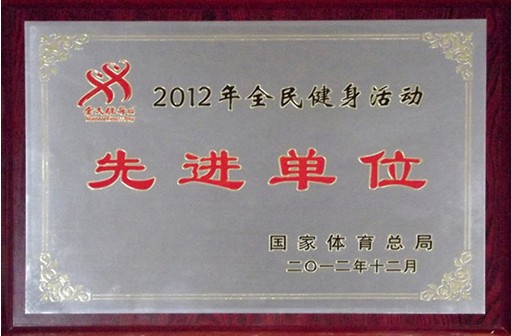 2012年全民健身活动
先进单位
国家体育总局
二〇一二年十二月